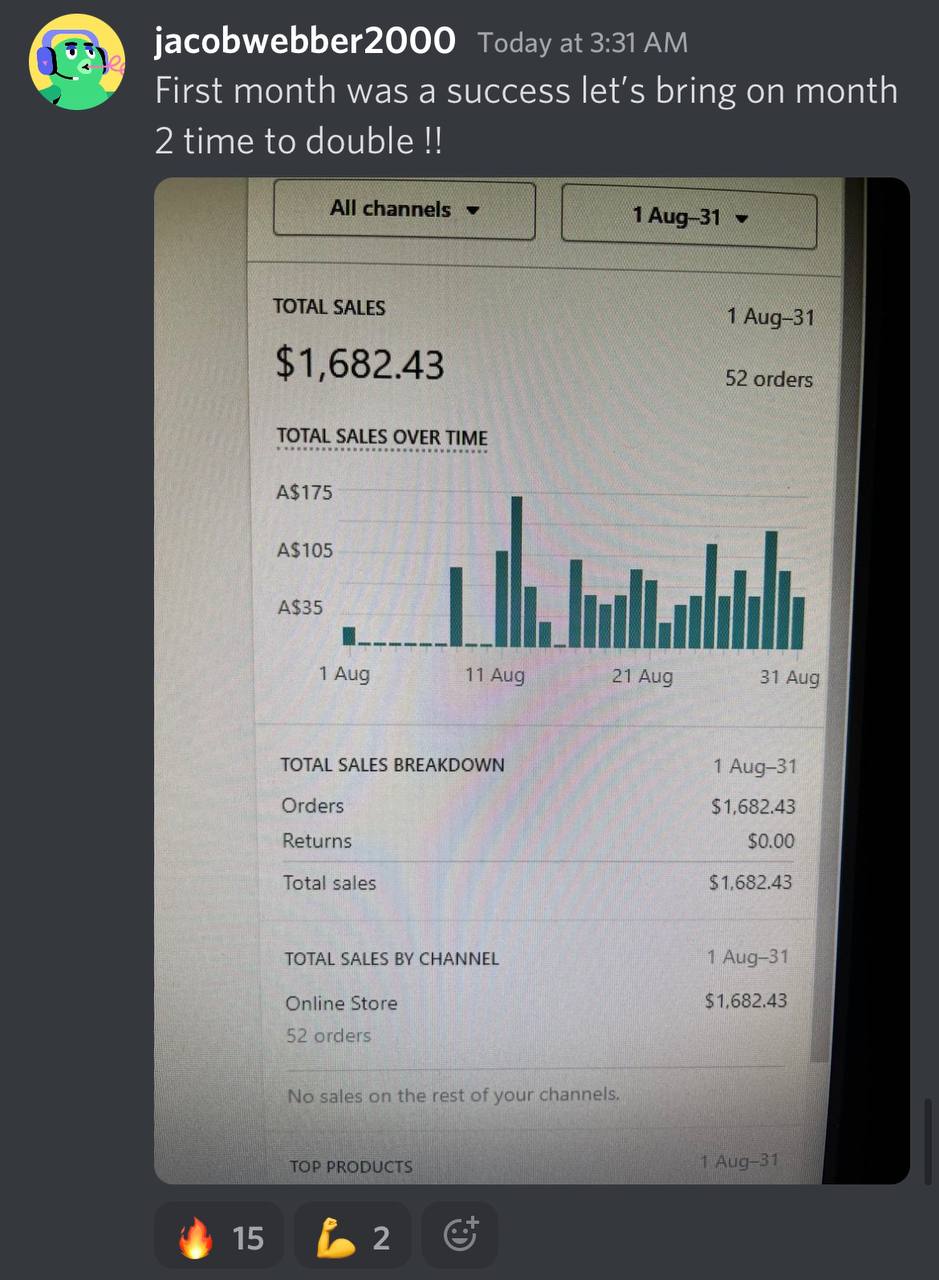 jacobwebber2000 Today at 3:31 AM
First month was a success let’s bring on month
2 time to double !!
All channels
1 Aug–31
TOTAL SALES 1 Aug–31
$1,682.43
52 orders
TOTAL SALES OVER TIME
A$175
A$105
A$35
1 Aug 11 Aug 21 Aug 31 Aug
TOTAL SALES BREAKDOWN 1 Aug–31
Orders $1,682.43
Returns $0.00
Total sales $1,682.43
TOTAL SALES BY CHANNEL 1 Aug–31
Online Store $1,682.43
52 orders
No sales on the rest of your channels.
TOP PRODUCTS 1 Aug–31
15 2